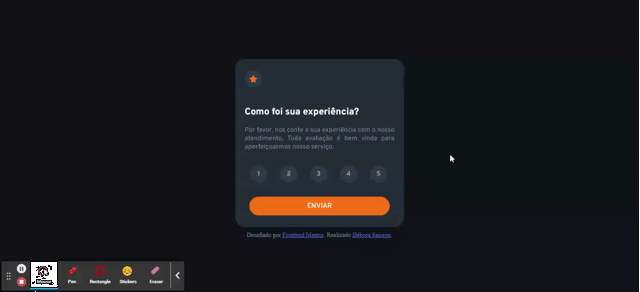 Como foi sua experiência?
Por favor, nos conte a sua experiência com o nosso
atendimento. Toda avaliação é bem vinda para
aperfeiçoarmos nosso serviço.
1 2 3 4 5
ENVIAR
Desafiado por Frontend Mentor. Realizado Débora
Pen Rectangle Stickers Eraser